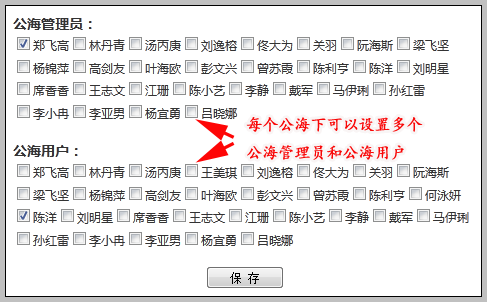 公海管理员：
郑飞高 林丹青 汤丙庚 刘逸榕 佟大为 关羽 阮海斯 梁飞坚
杨锦萍 高剑友 叶海欧 彭文兴 曾苏霞 陈利亨 陈洋 刘明星
席香香 王志文 江珊 陈小艺 李静 戴军 马伊琍 孙红雷
李小冉 李亚男 杨宜勇 吕晓娜
每个公海下可以设置多个
公海管理员和公海用户
公海用户：
郑飞高 林丹青 汤丙庚 王美琪 刘逸榕 佟大为 关羽 阮海斯
梁飞坚 杨锦萍 高剑友 叶海欧 彭文兴 曾苏霞 陈利亨 何泳妍
陈洋 刘明星 席香香 王志文 江珊 陈小艺 李静 戴军 马伊琍
孙红雷 李小冉 李亚男 杨宜勇 吕晓娜
保 存